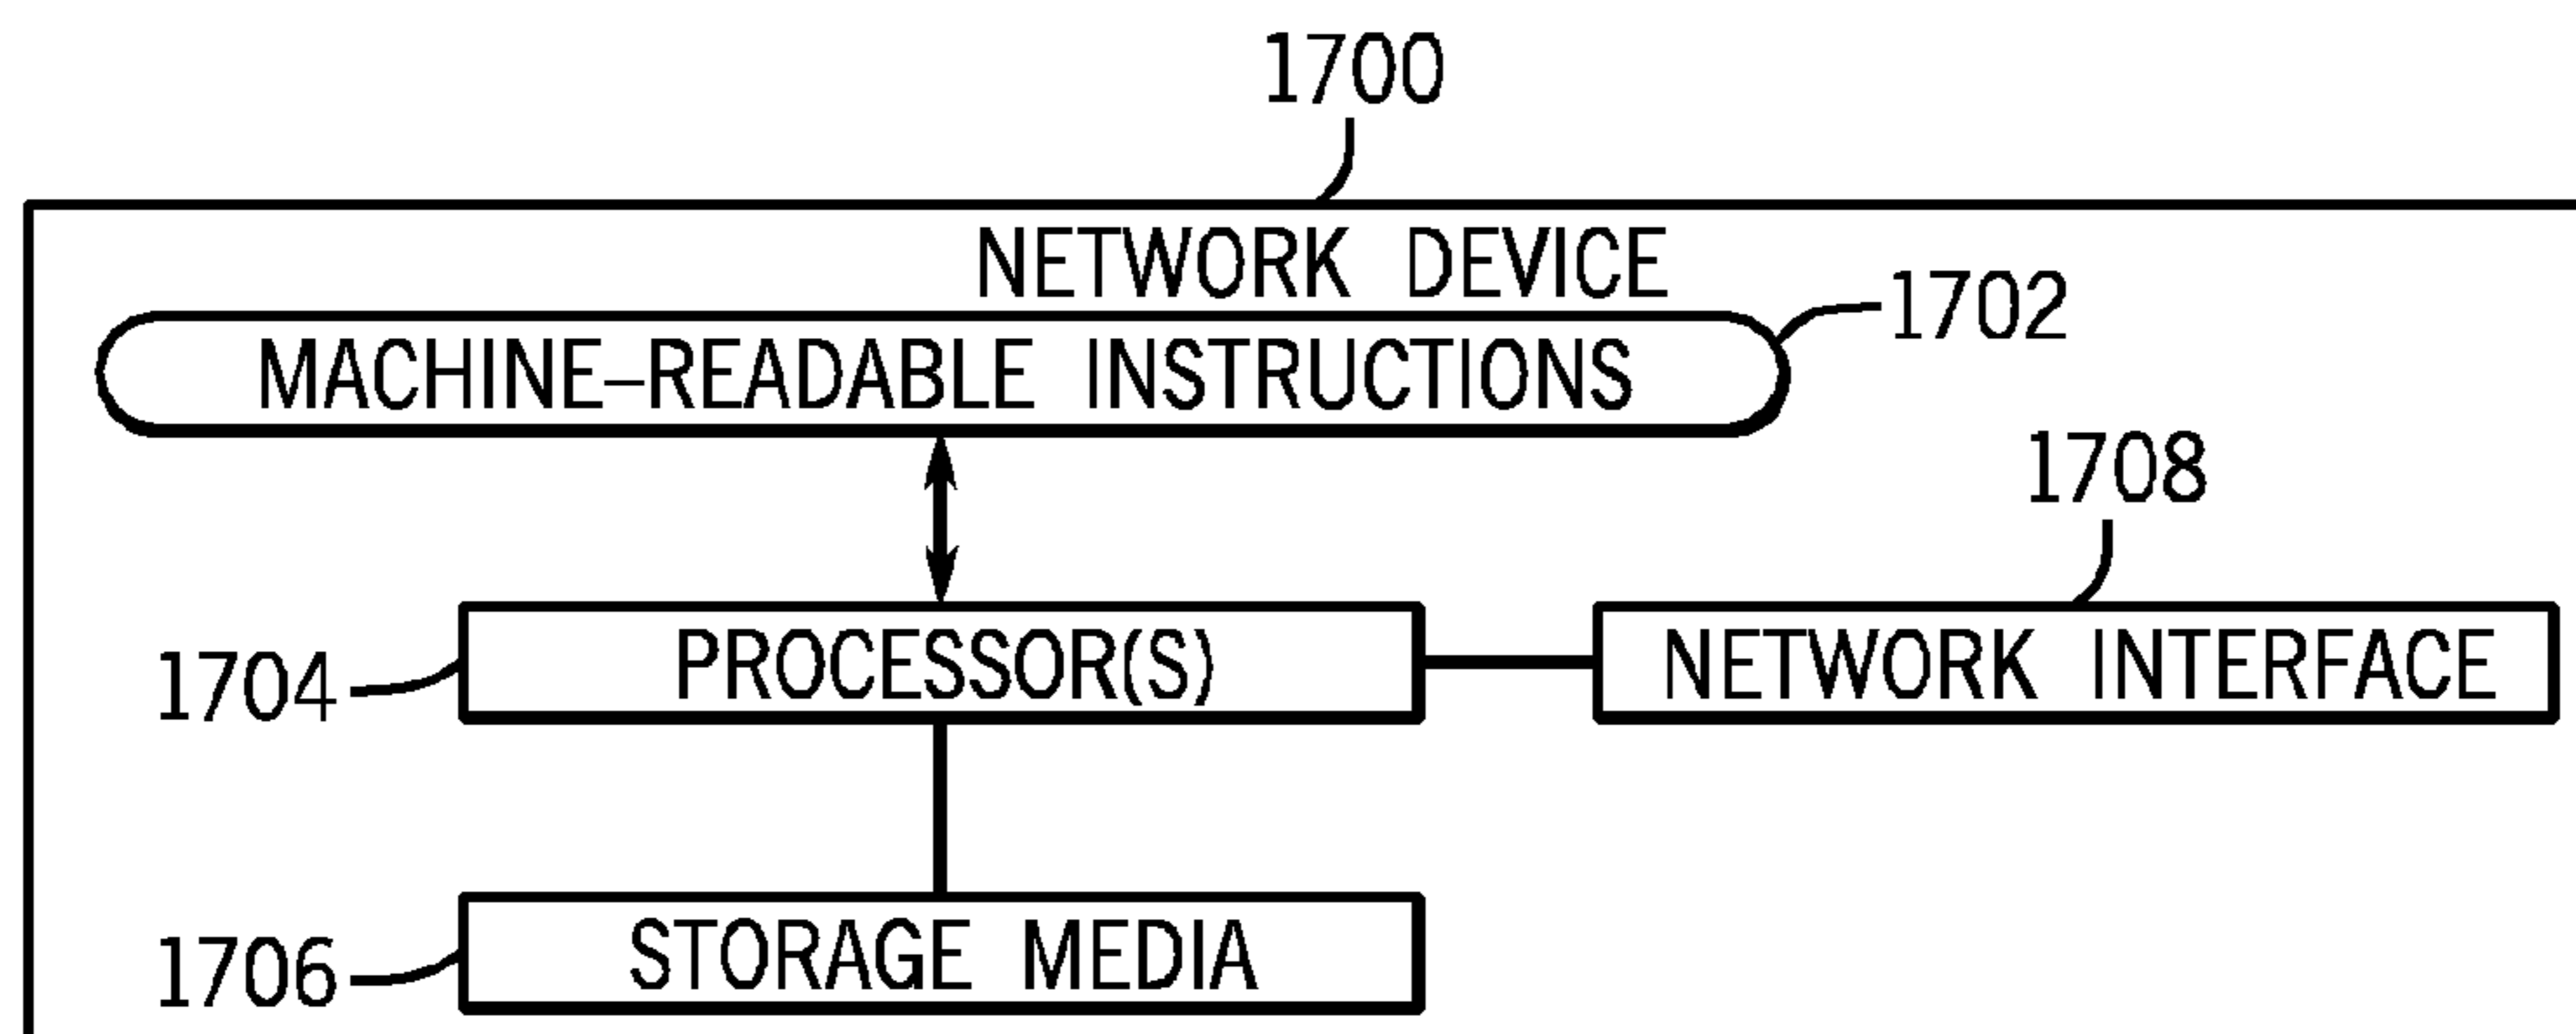 1700
NETWORK DEVICE
1702
MACHINE–READABLE INSTRUCTIONS
1708
1704
PROCESSOR(S)
NETWORK INTERFACE
1706
STORAGE MEDIA